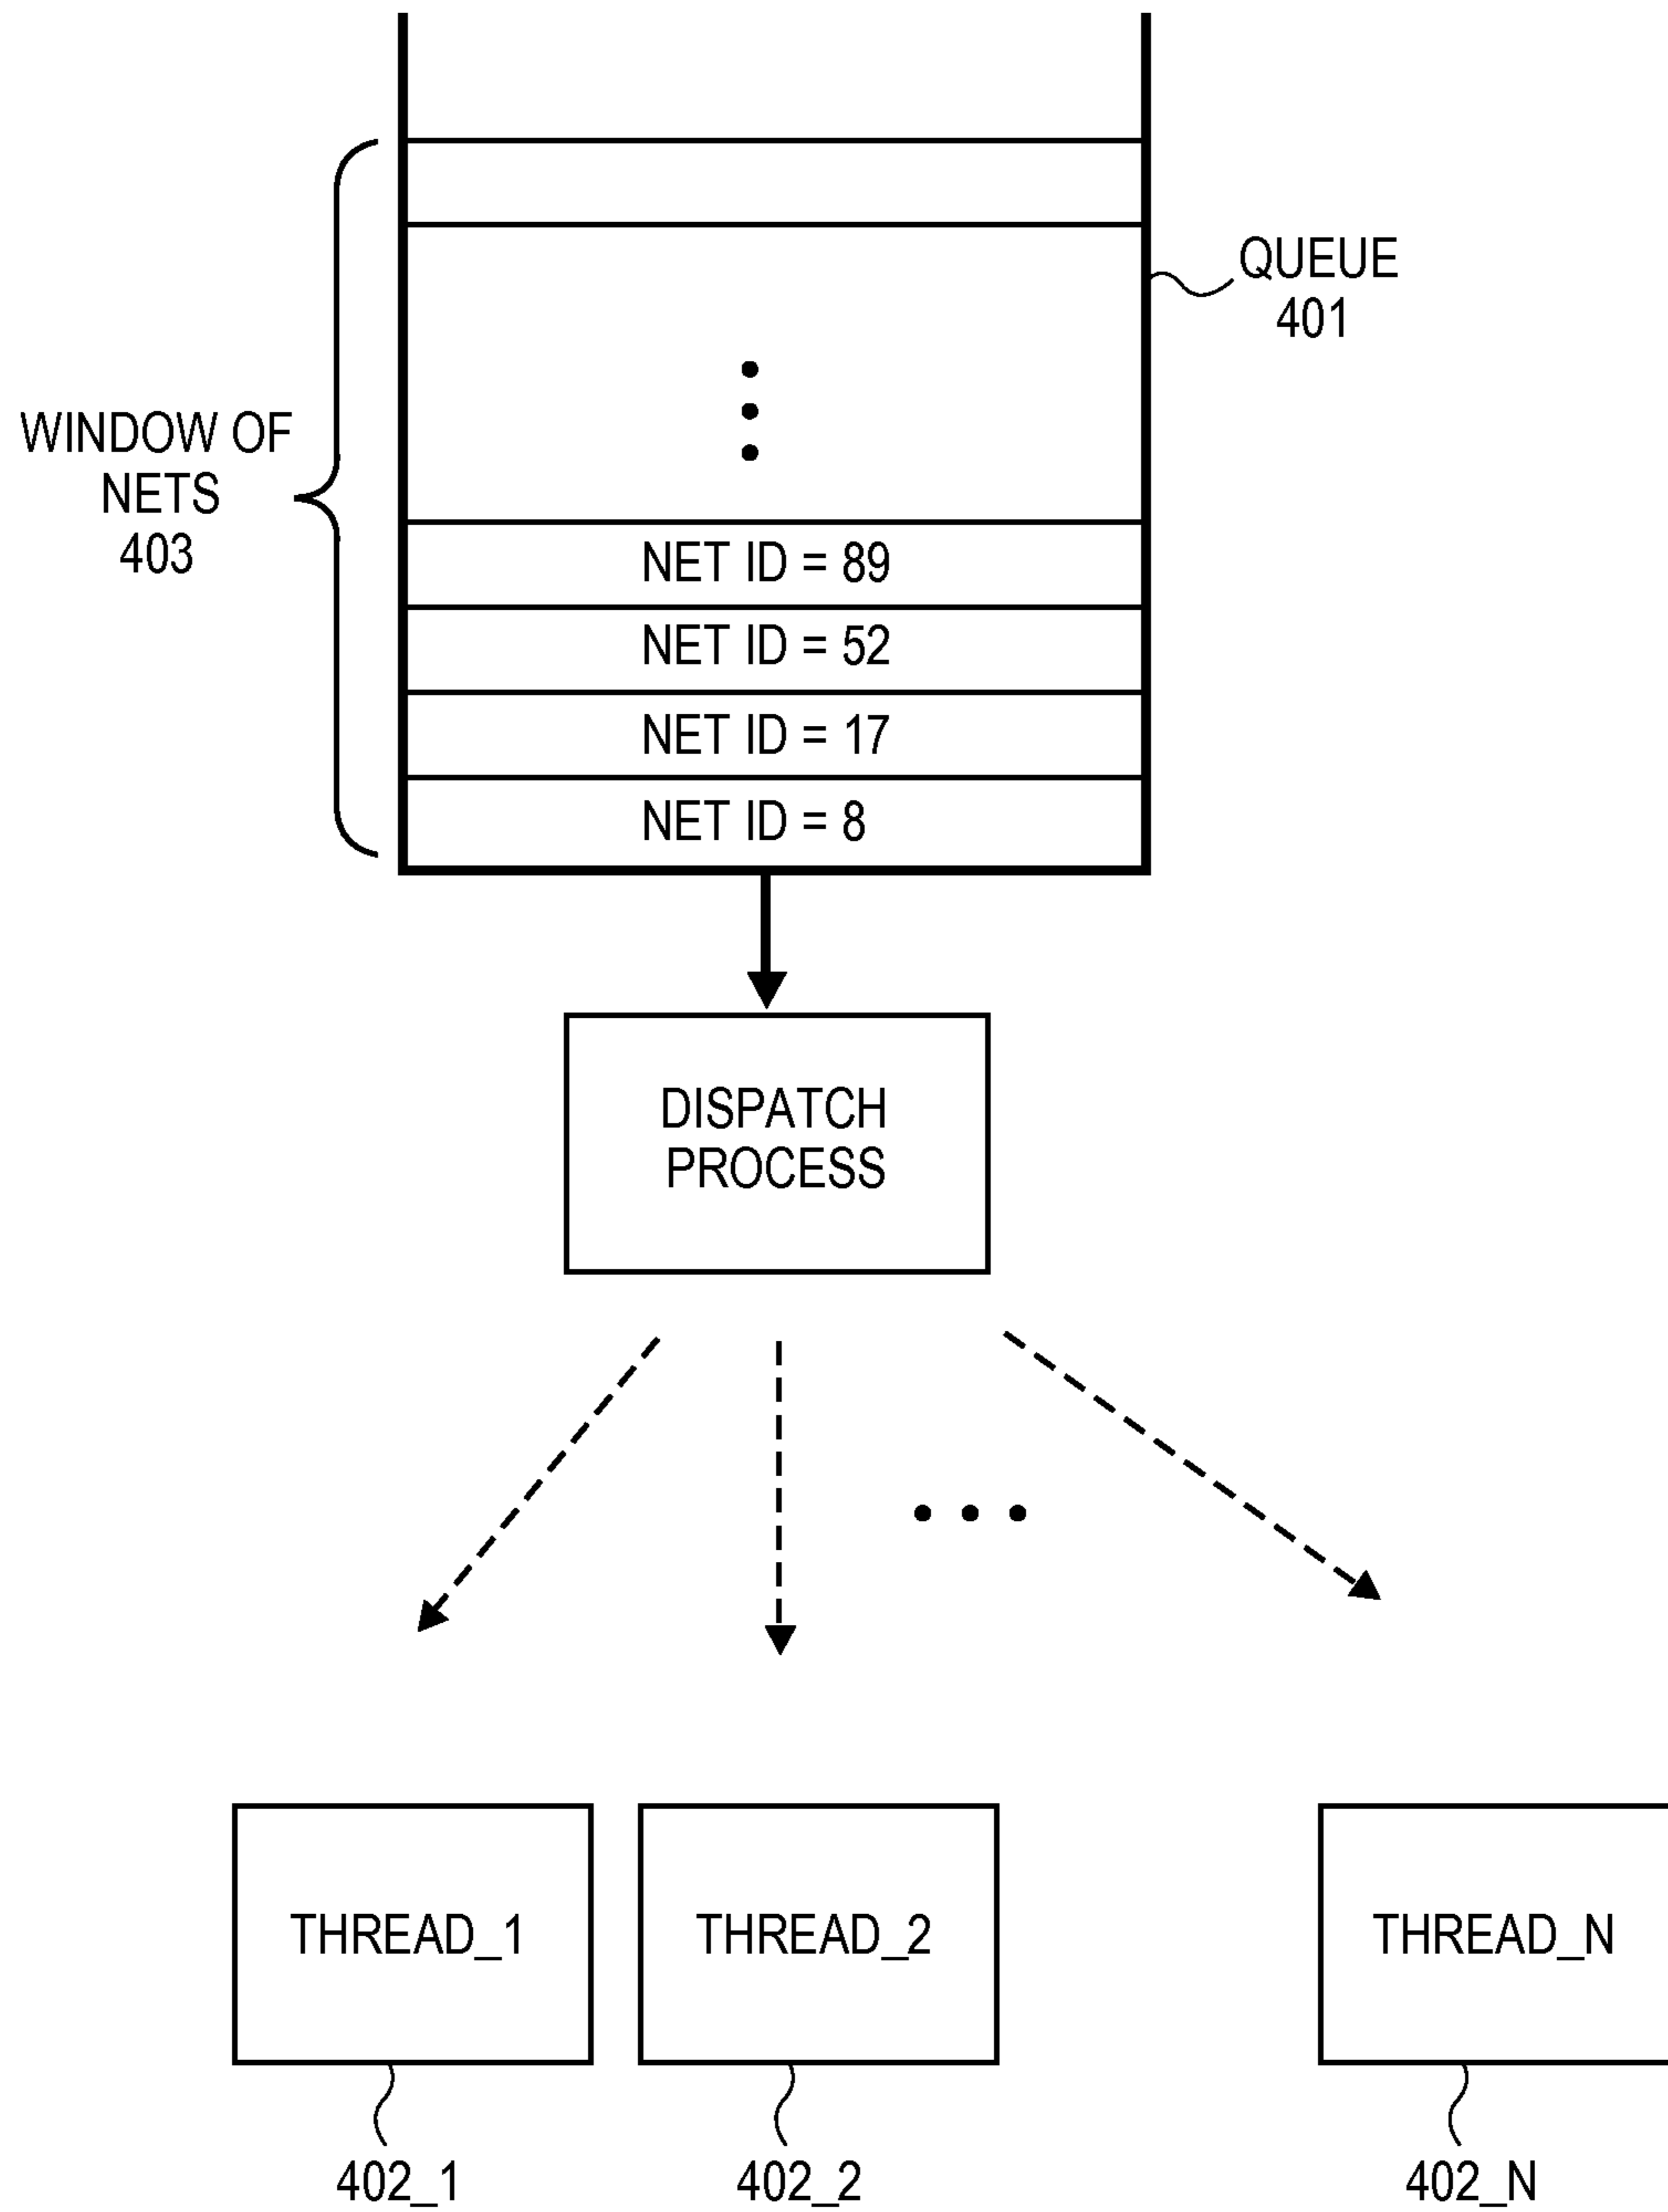 QUEUE
401
WINDOW OF
NETS
403
NET ID = 89
NET ID = 52
NET ID = 17
NET ID = 8
DISPATCH
PROCESS
THREAD_1
THREAD_2
THREAD_N
402_1
402_2
402_N